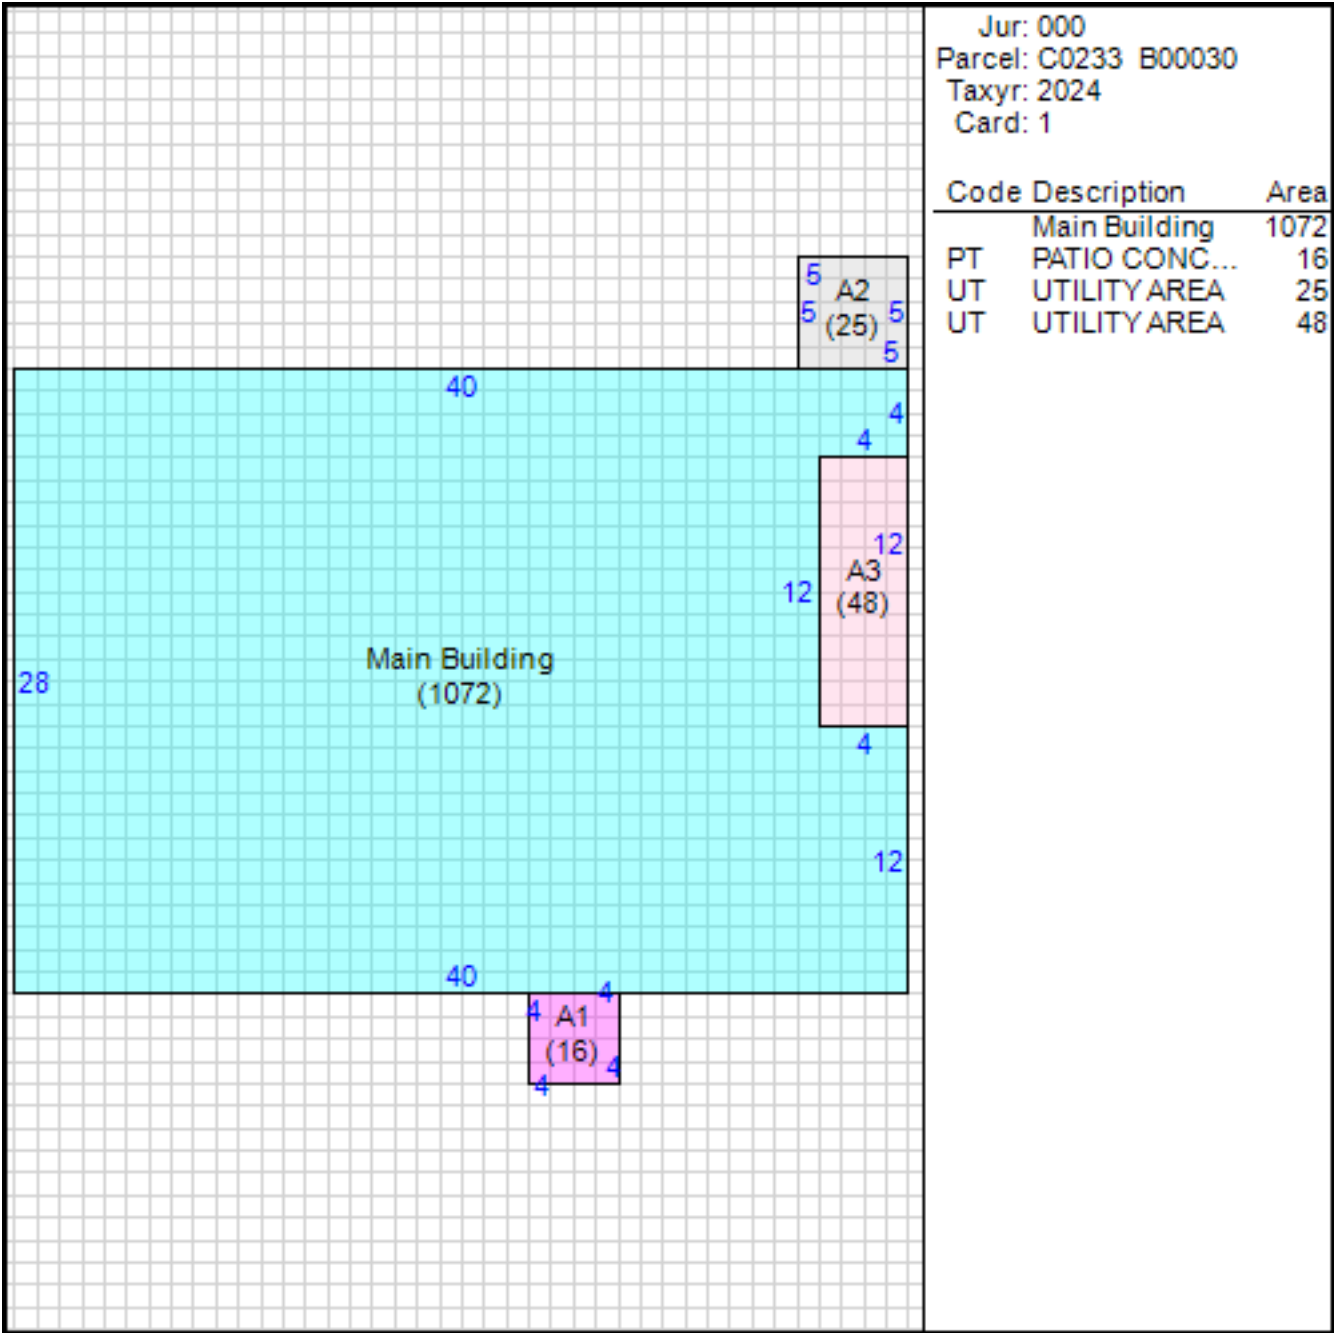 Jur: 000
Parcel: C0233 B00030
Taxyr: 2024
Card: 1
Code Description Area
Main Building 1072
PT PATIO CONC... 16
UT UTILITY AREA 25
UT UTILITY AREA 48
5
A2
5 5
(25)
5
40
4
4
12
A3
12
(48)
Main Building
28
(1072)
4
12
40
4
4
A1
(16)
4
4